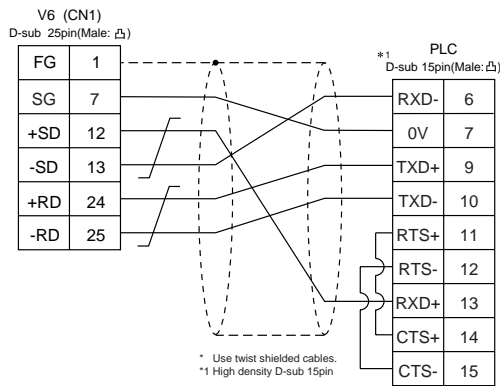 V6 (CN1)
D-sub 25pin(Male: 凸)
FG 1
SG 7
+SD 12
-SD 13
+RD 24
-RD 25
*1 PLC
D-sub 15pin(Male: 凸)
RXD- 6
0V 7
TXD+ 9
TXD- 10
RTS+ 11
RTS- 12
RXD+ 13
CTS+ 14
CTS- 15
* Use twist shielded cables.
*1 High density D-sub 15pin